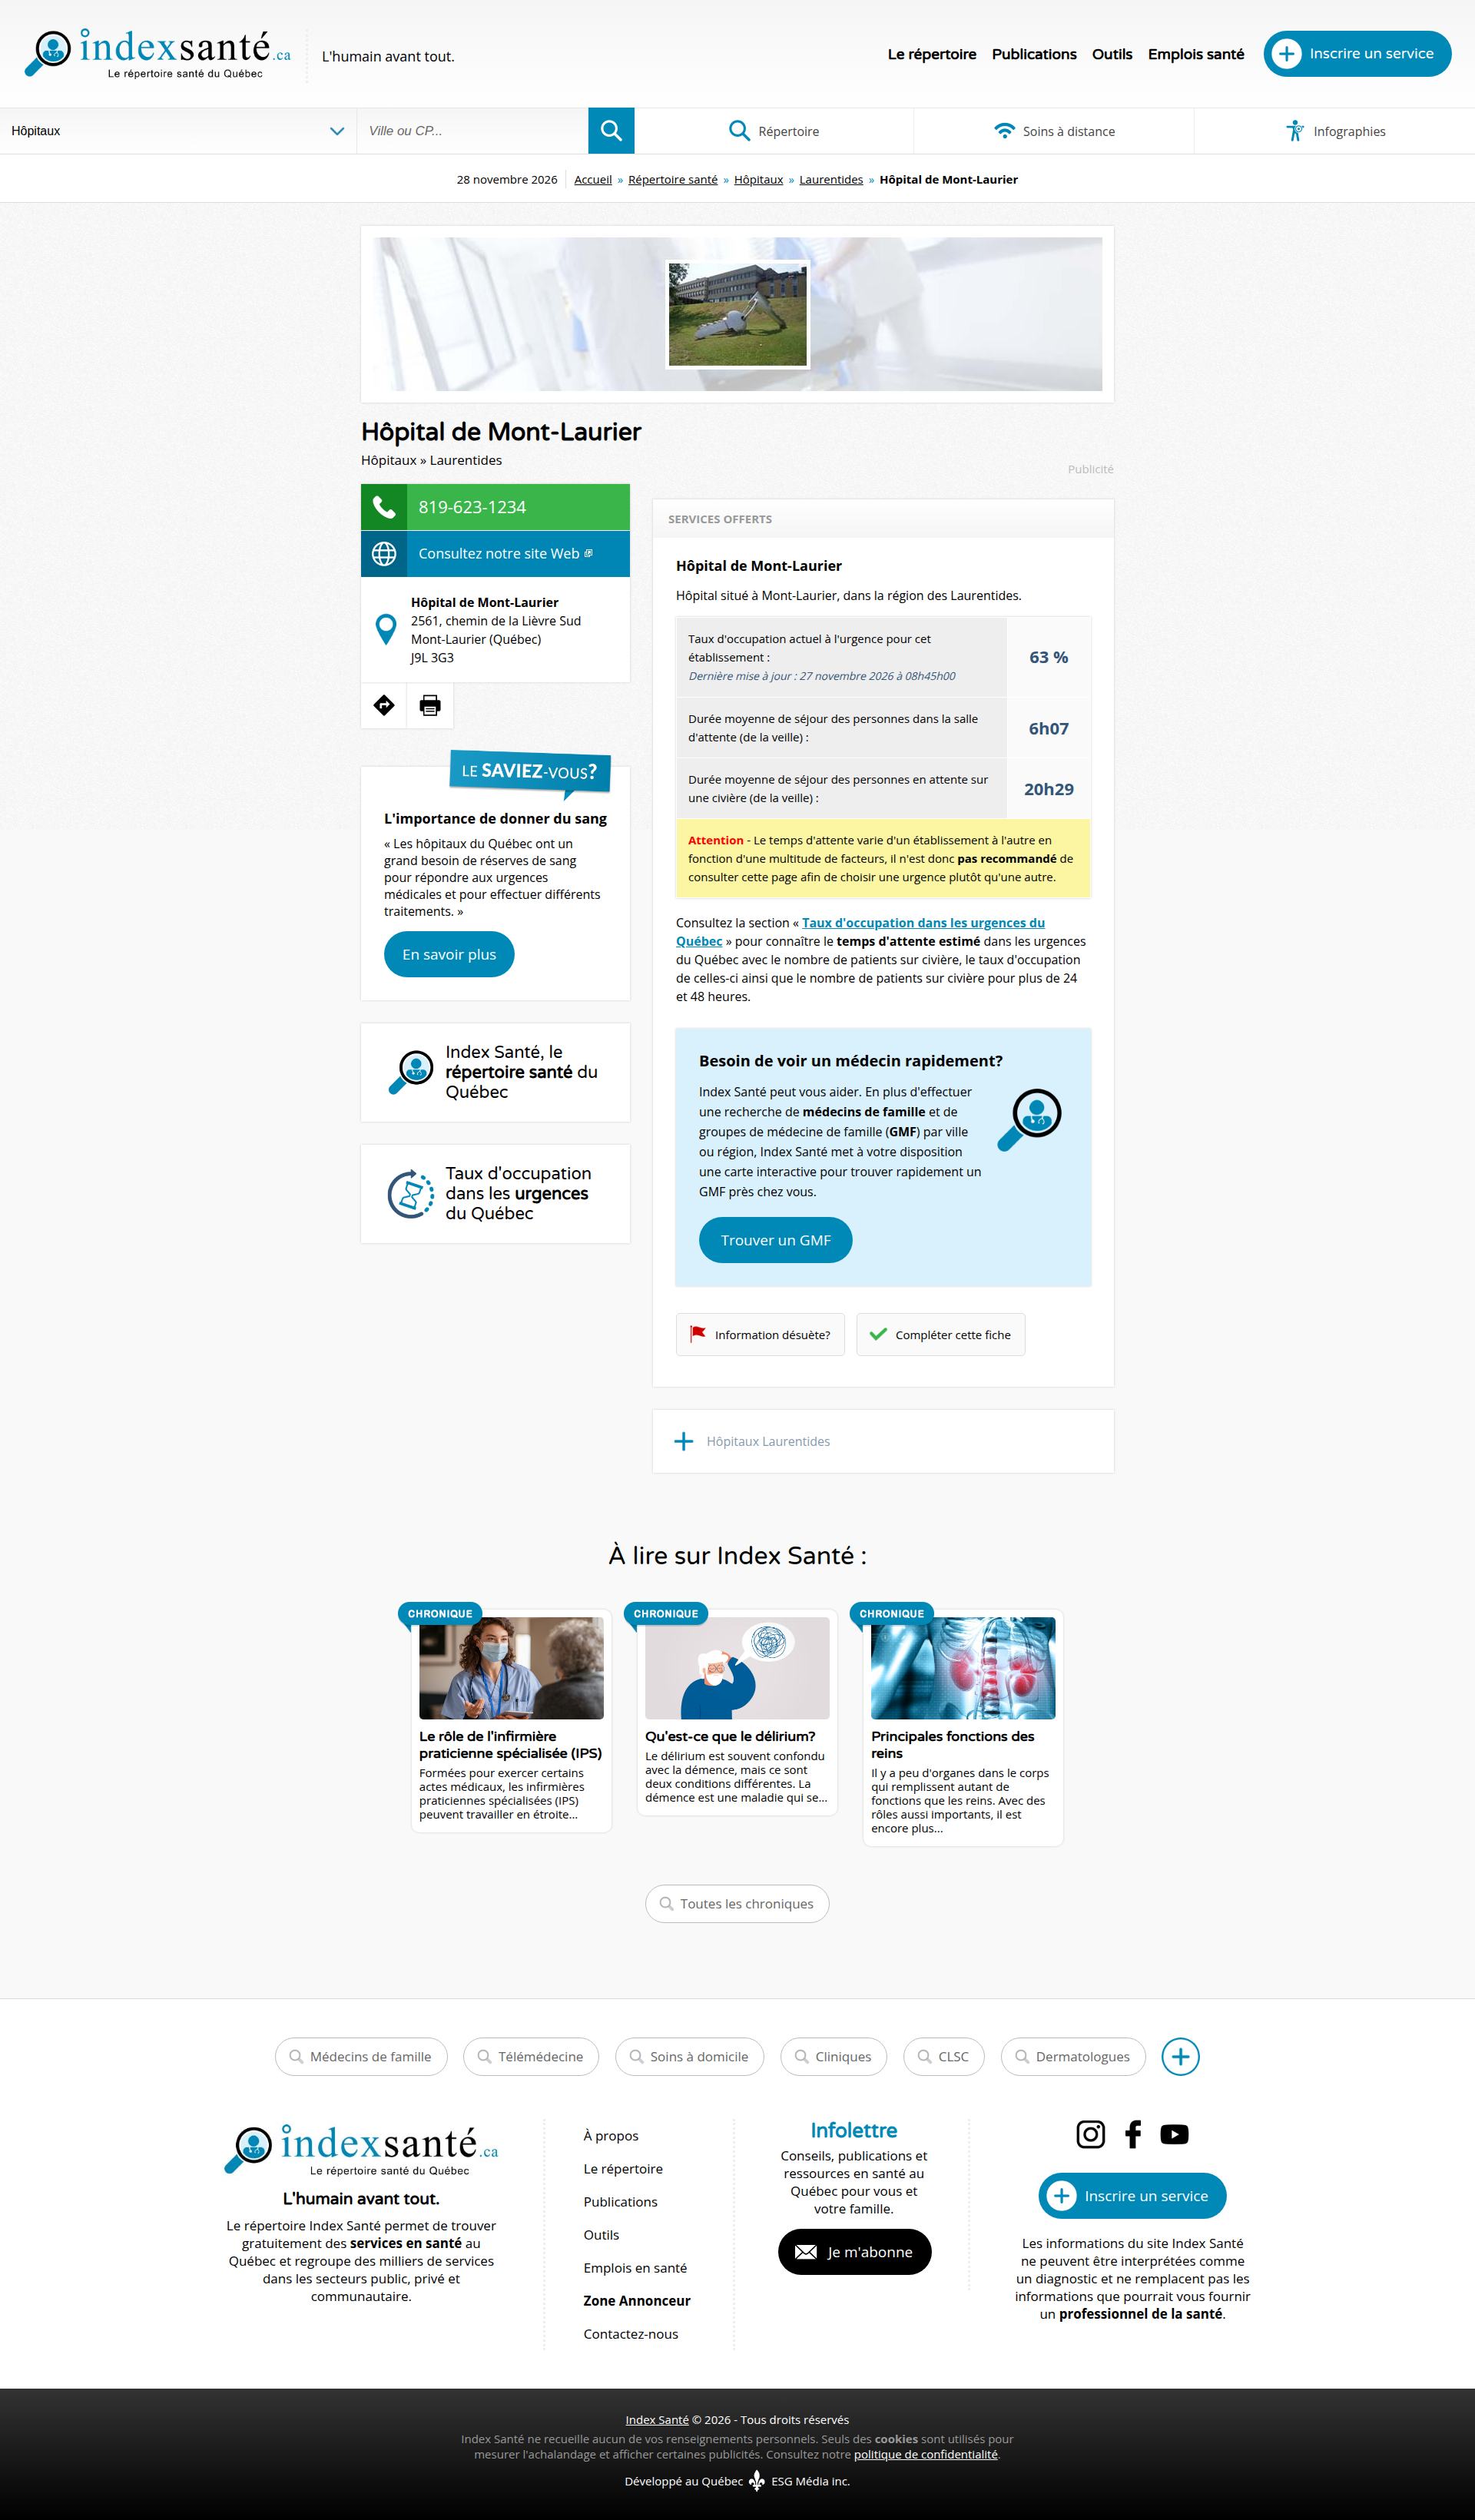 indexsanté.ca
Le répertoire santé du Québec
L'humain avant tout.
Le répertoire
Publications
Outils
Emplois santé
Inscrire un service
Hôpitaux
Ville ou CP...
Répertoire
Soins à distance
Infographies
28 novembre 2026
Accueil » Répertoire santé » Hôpitaux » Laurentides » Hôpital de Mont-Laurier
Hôpital de Mont-Laurier
Hôpitaux » Laurentides
Publicité
819-623-1234
Consultez notre site Web
Hôpital de Mont-Laurier
2561, chemin de la Lièvre Sud
Mont-Laurier (Québec)
J9L 3G3
LE SAVIEZ-VOUS?
L'importance de donner du sang
« Les hôpitaux du Québec ont un
grand besoin de réserves de sang
pour répondre aux urgences
médicales et pour effectuer différents
traitements. »
En savoir plus
Index Santé, le
répertoire santé du
Québec
Taux d'occupation
dans les urgences
du Québec
SERVICES OFFERTS
Hôpital de Mont-Laurier
Hôpital situé à Mont-Laurier, dans la région des Laurentides.
Taux d'occupation actuel à l'urgence pour cet
établissement :
Dernière mise à jour : 27 novembre 2026 à 08h45h00
63 %
Durée moyenne de séjour des personnes dans la salle
d'attente (de la veille) :
6h07
Durée moyenne de séjour des personnes en attente sur
une civière (de la veille) :
20h29
Attention - Le temps d'attente varie d'un établissement à l'autre en
fonction d'une multitude de facteurs, il n'est donc pas recommandé de
consulter cette page afin de choisir une urgence plutôt qu'une autre.
Consultez la section « Taux d'occupation dans les urgences du
Québec » pour connaître le temps d'attente estimé dans les urgences
du Québec avec le nombre de patients sur civière, le taux d'occupation
de celles-ci ainsi que le nombre de patients sur civière pour plus de 24
et 48 heures.
Besoin de voir un médecin rapidement?
Index Santé peut vous aider. En plus d'effectuer
une recherche de médecins de famille et de
groupes de médecine de famille (GMF) par ville
ou région, Index Santé met à votre disposition
une carte interactive pour trouver rapidement un
GMF près chez vous.
Trouver un GMF
Information désuète?
Compléter cette fiche
Hôpitaux Laurentides
À lire sur Index Santé :
CHRONIQUE
Le rôle de l'infirmière
praticienne spécialisée (IPS)
Formées pour exercer certains
actes médicaux, les infirmières
praticiennes spécialisées (IPS)
peuvent travailler en étroite...
CHRONIQUE
Qu'est-ce que le délirium?
Le délirium est souvent confondu
avec la démence, mais ce sont
deux conditions différentes. La
démence est une maladie qui se...
CHRONIQUE
Principales fonctions des
reins
Il y a peu d'organes dans le corps
qui remplissent autant de
fonctions que les reins. Avec des
rôles aussi importants, il est
encore plus...
Toutes les chroniques
Médecins de famille
Télémédecine
Soins à domicile
Cliniques
CLSC
Dermatologues
indexsanté.ca
Le répertoire santé du Québec
L'humain avant tout.
Le répertoire Index Santé permet de trouver
gratuitement des services en santé au
Québec et regroupe des milliers de services
dans les secteurs public, privé et
communautaire.
À propos
Le répertoire
Publications
Outils
Emplois en santé
Zone Annonceur
Contactez-nous
Infolettre
Conseils, publications et
ressources en santé au
Québec pour vous et
votre famille.
Je m'abonne
Inscrire un service
Les informations du site Index Santé
ne peuvent être interprétées comme
un diagnostic et ne remplacent pas les
informations que pourrait vous fournir
un professionnel de la santé.
Index Santé © 2026 - Tous droits réservés
Index Santé ne recueille aucun de vos renseignements personnels. Seuls des cookies sont utilisés pour
mesurer l'achalandage et afficher certaines publicités. Consultez notre politique de confidentialité.
Développé au Québec ESG Média inc.